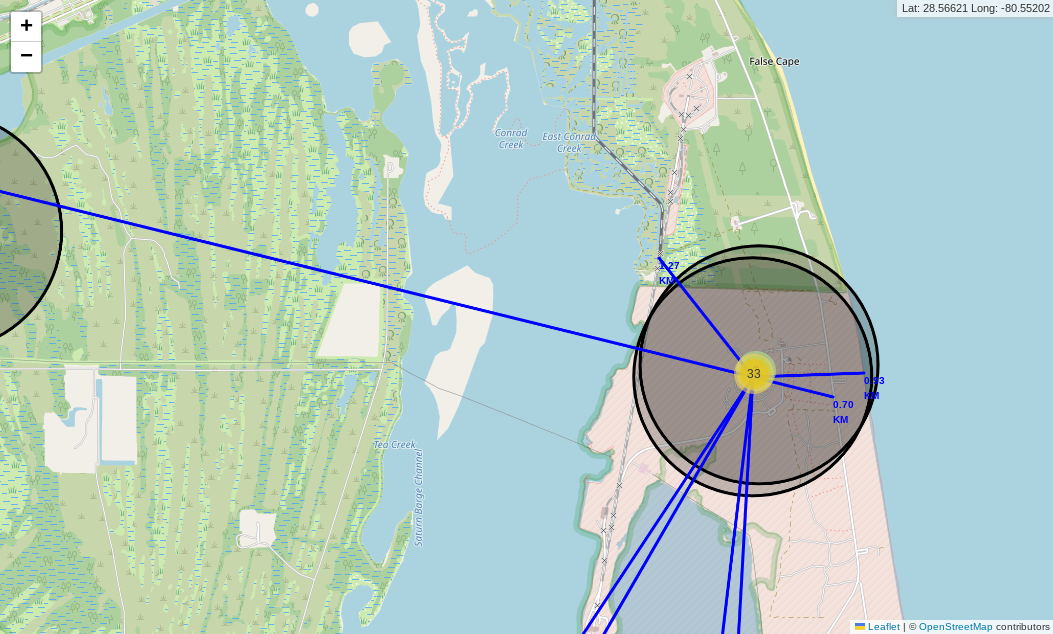 +
−
Lat: 28.56621 Long: -80.55202
False Cape
Conrad
Creek
East Conrad
Creek
1.27
KM
33
0.93
KM
0.70
KM
Tea Creek
Saturn Barge Channel
Leaflet | © OpenStreetMap contributors